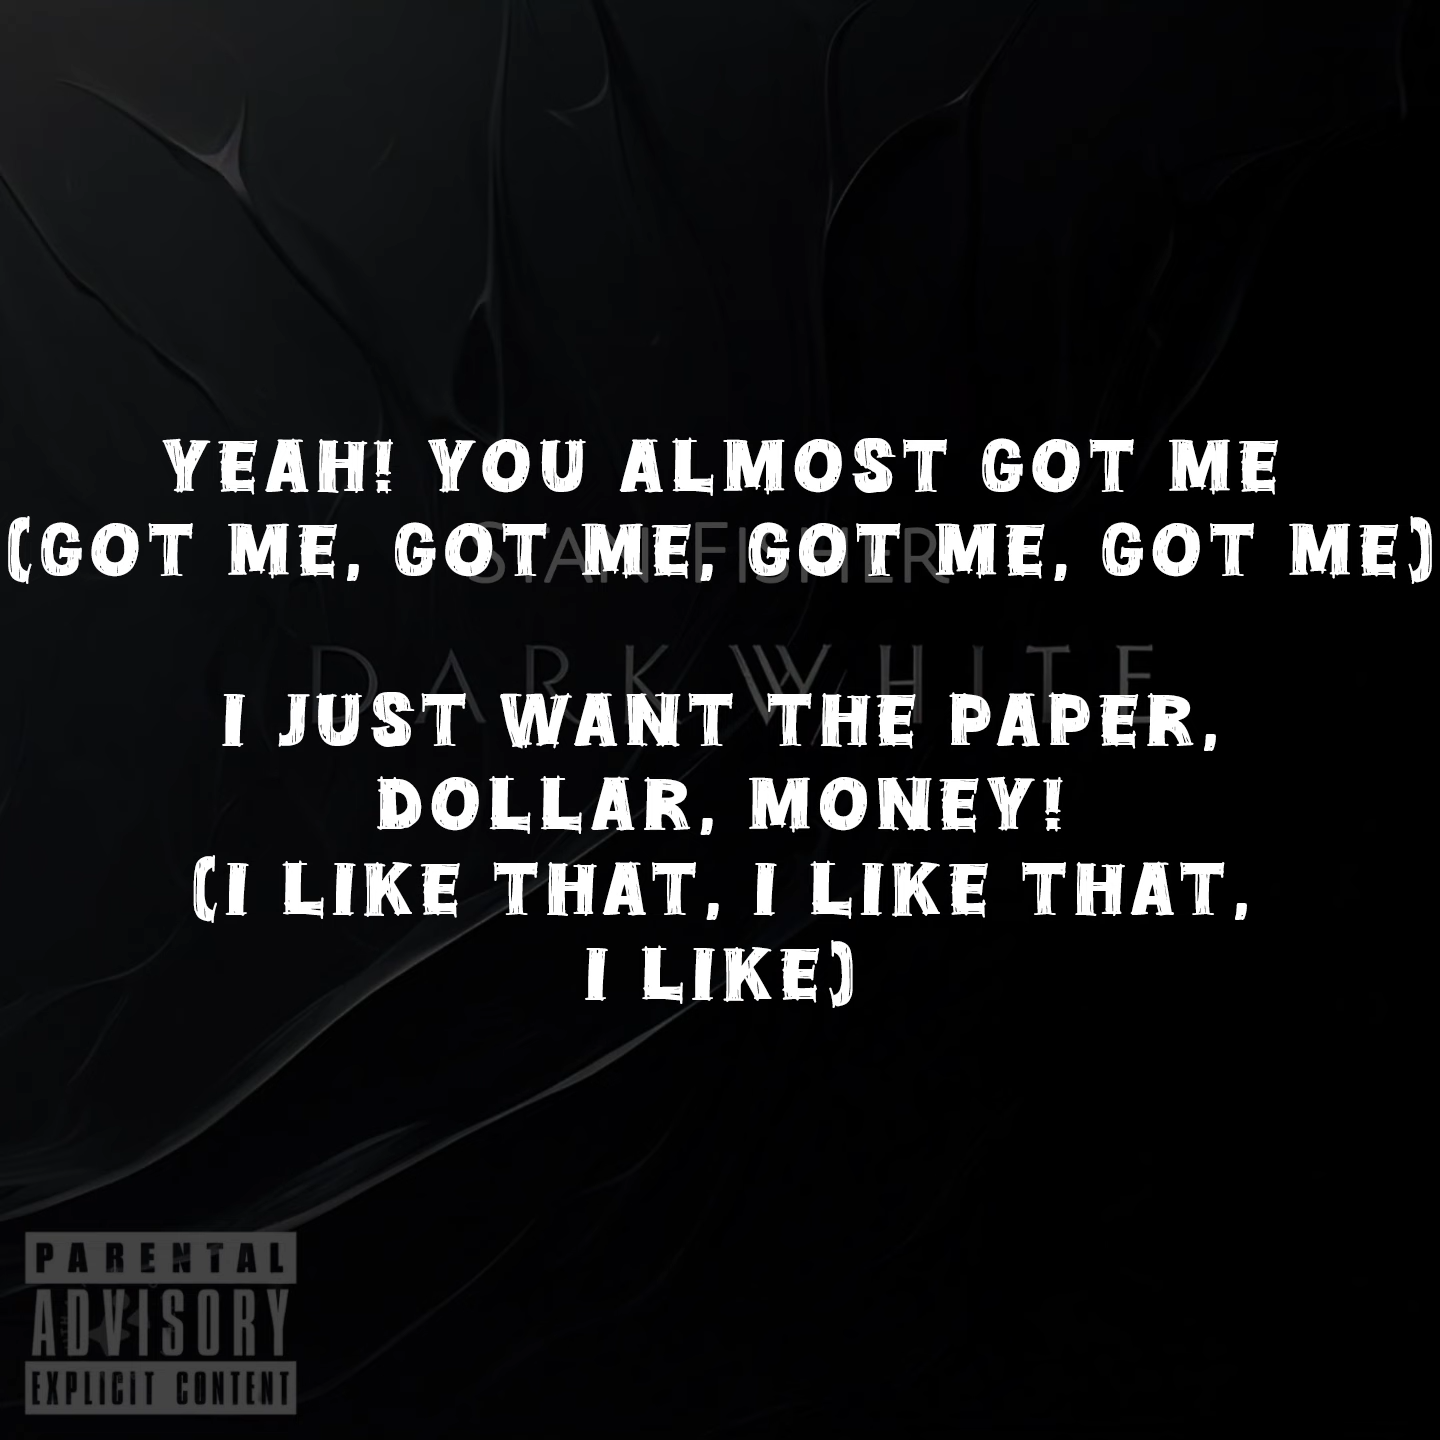 YEAH! YOU ALMOST GOT ME
(GOT ME, GOT ME, GOT ME, GOT ME)
STAN FISHER
DARKWHITE
I JUST WANT THE PAPER,
DOLLAR, MONEY!
(I LIKE THAT, I LIKE THAT,
I LIKE)
PARENTAL
ADVISORY
EXPLICIT CONTENT